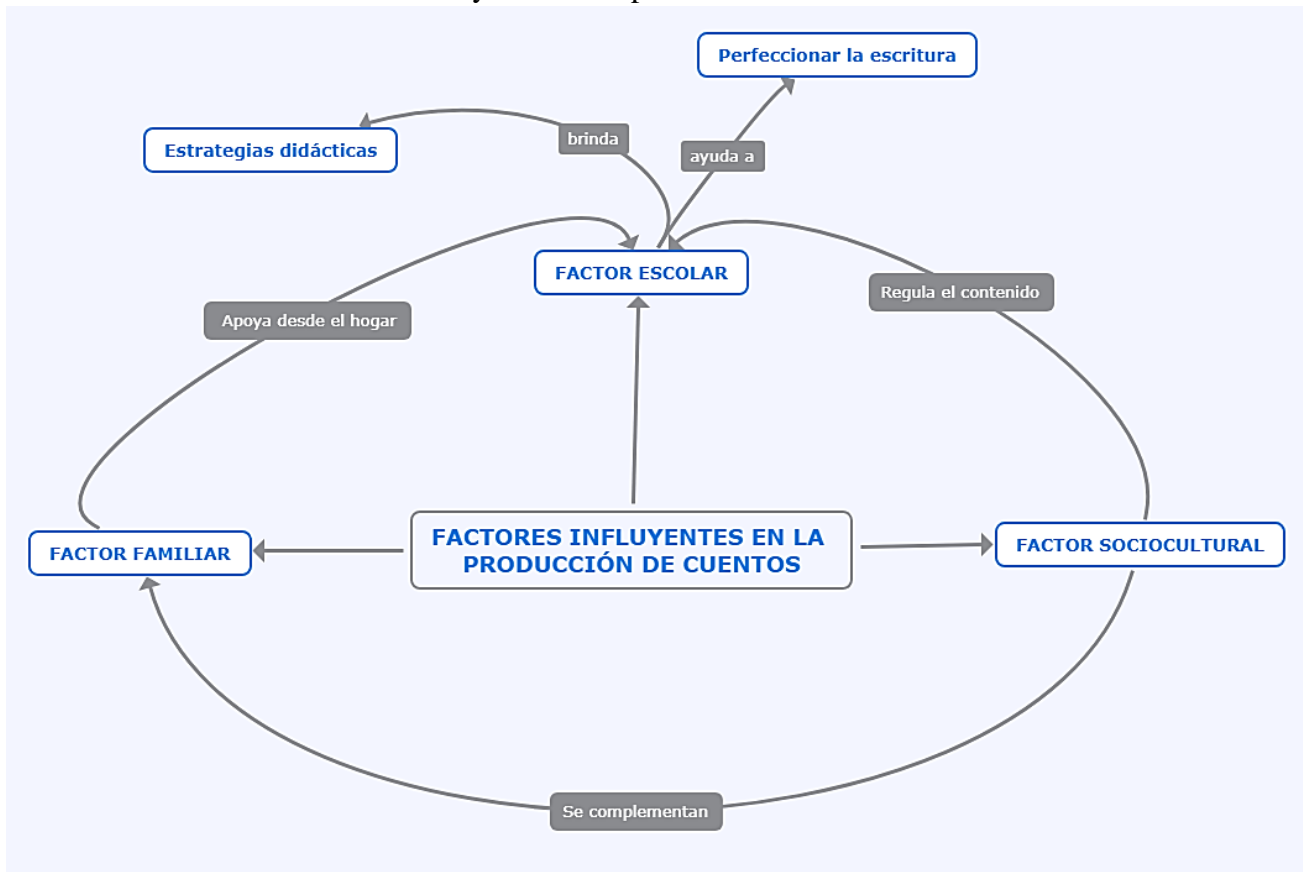 Perfeccionar la escritura
brinda
Estrategias didácticas
ayuda a
FACTOR ESCOLAR
Regula el contenido
Apoya desde el hogar
FACTORES INFLUYENTES EN LA
PRODUCCIÓN DE CUENTOS
FACTOR FAMILIAR
FACTOR SOCIOCULTURAL
Se complementan